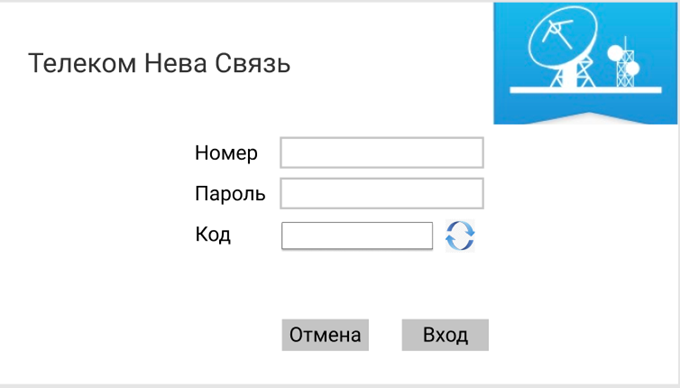 Телеком Нева Связь
Номер
Пароль
Код
Отмена Вход